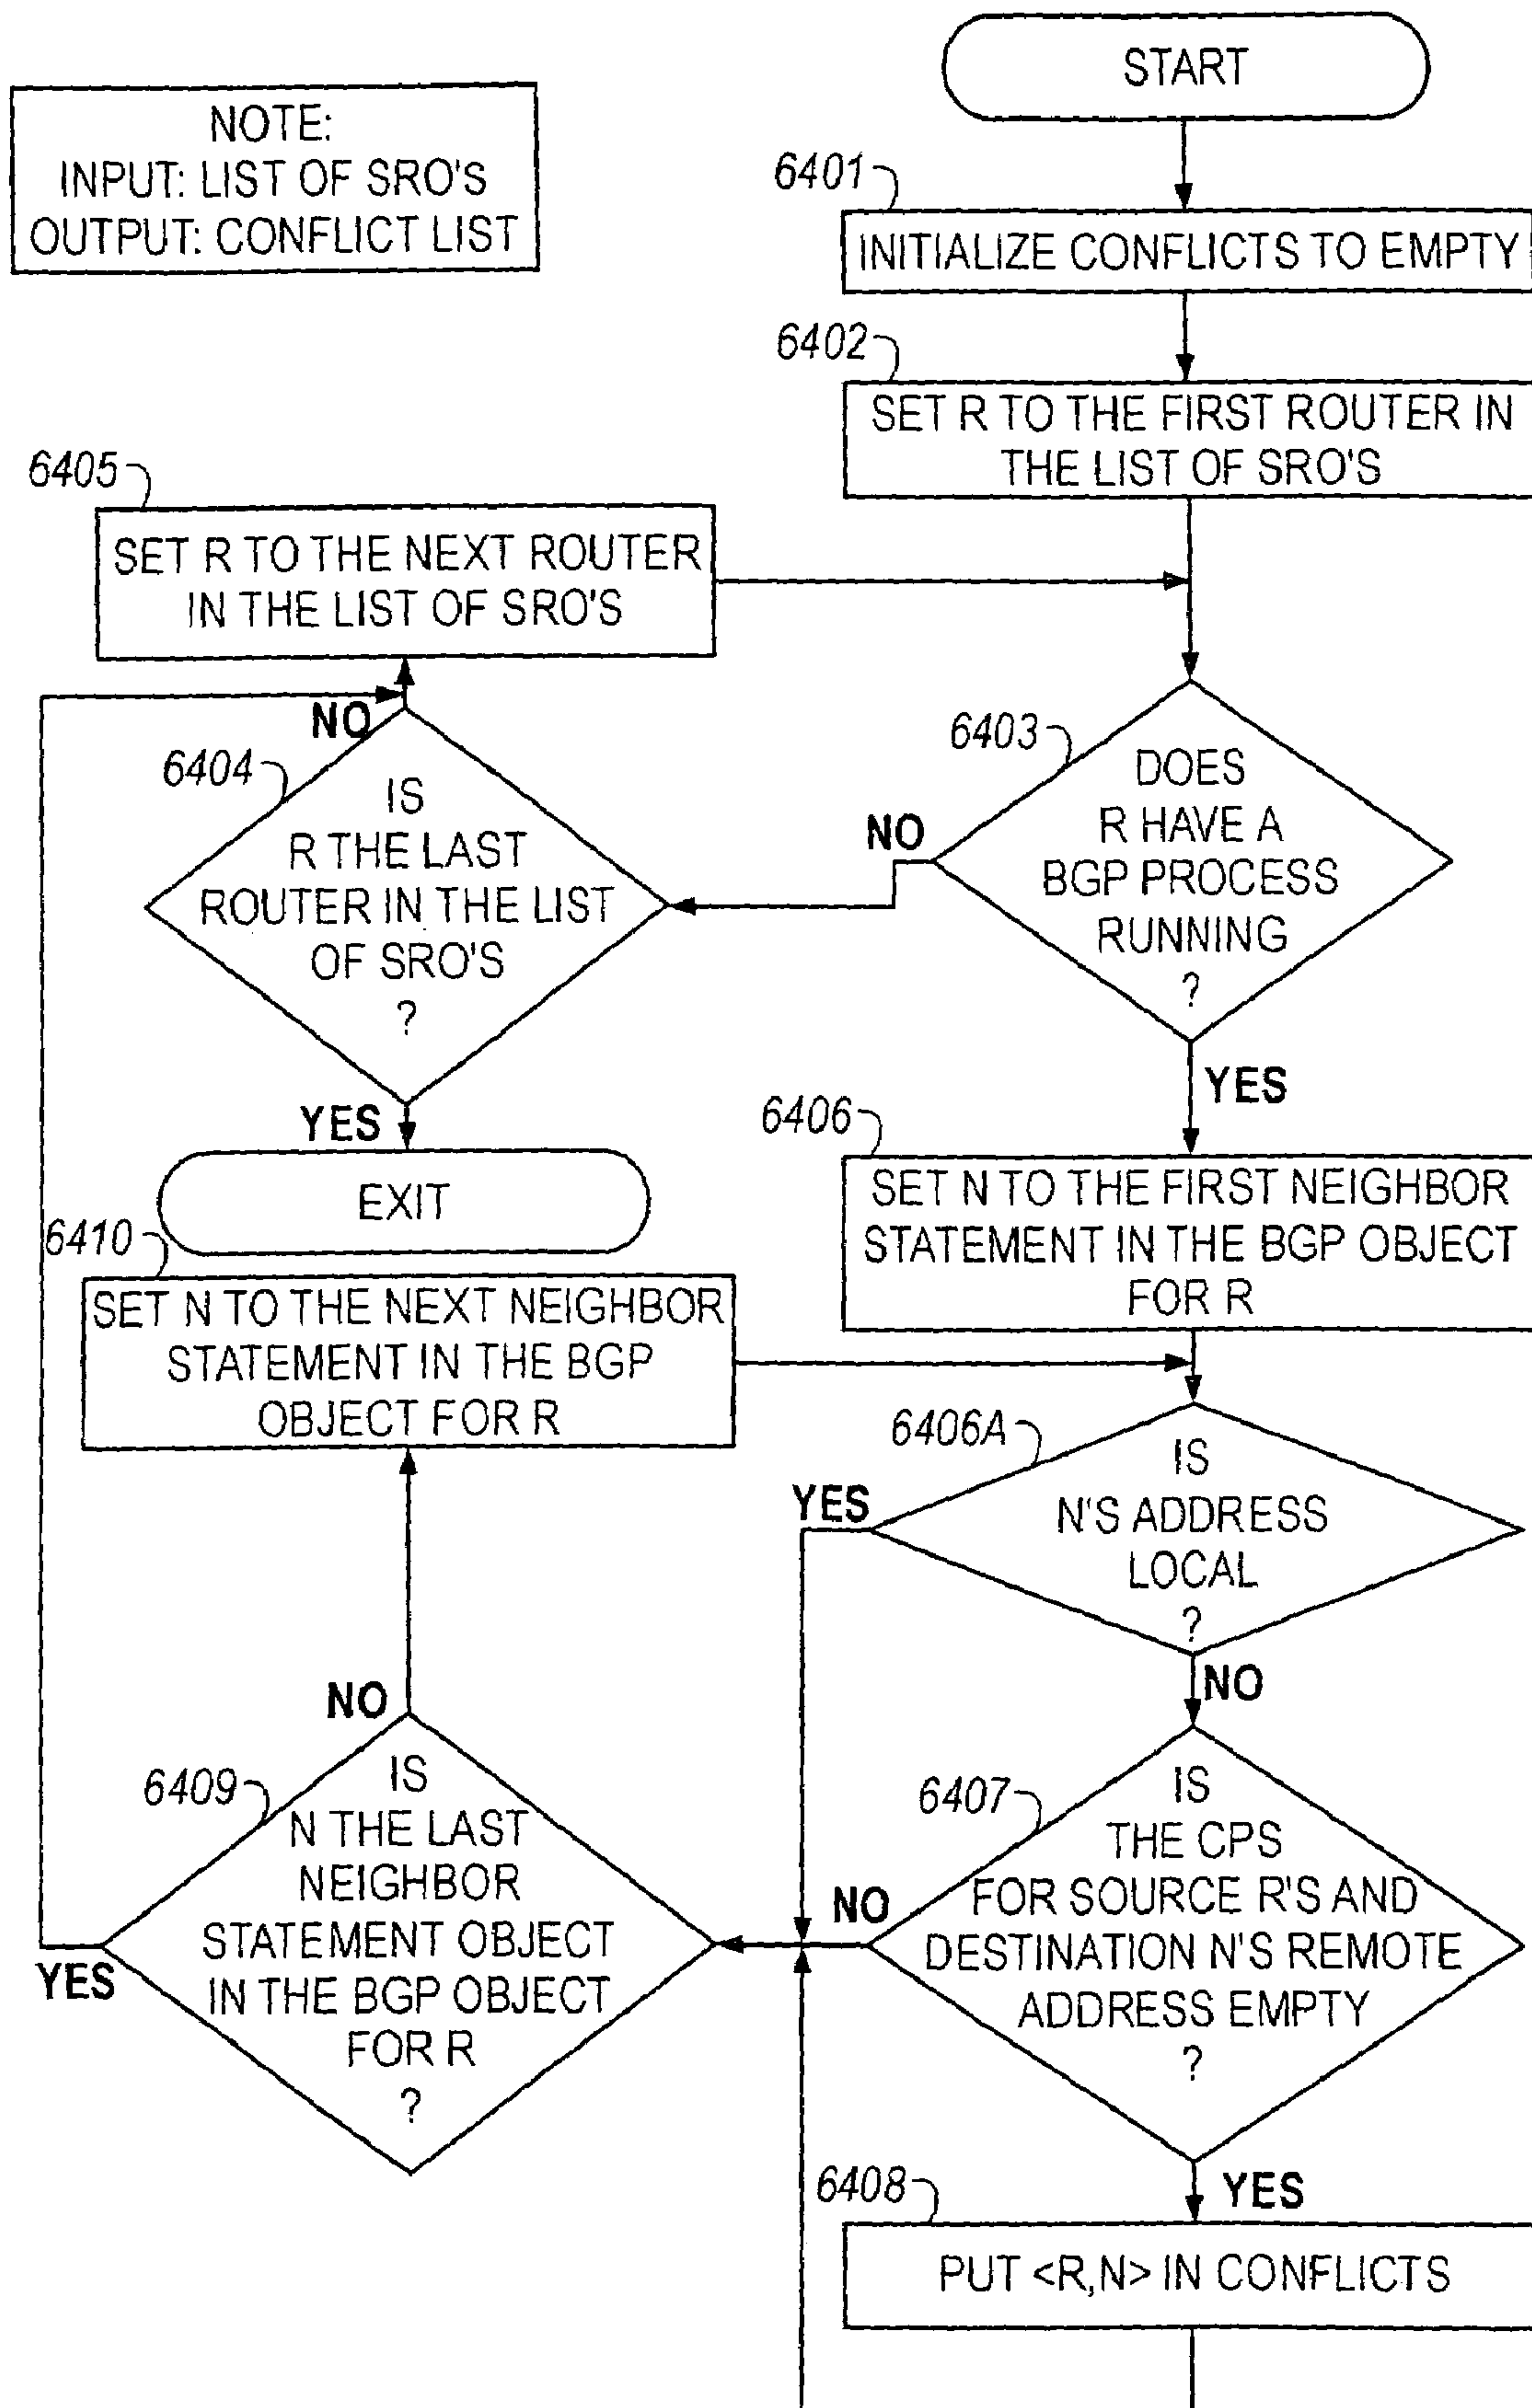 START
NOTE:
INPUT: LIST OF SRO'S
OUTPUT: CONFLICT LIST
6401
INITIALIZE CONFLICTS TO EMPTY
6402
SET R TO THE FIRST ROUTER IN
THE LIST OF SRO'S
6405
SET R TO THE NEXT ROUTER
IN THE LIST OF SRO'S
NO
6404
IS
R THE LAST
ROUTER IN THE LIST
OF SRO'S
?
YES
EXIT
6403
DOES
R HAVE A
BGP PROCESS
RUNNING
?
NO
YES
6406
SET N TO THE FIRST NEIGHBOR
STATEMENT IN THE BGP OBJECT
FOR R
6410
SET N TO THE NEXT NEIGHBOR
STATEMENT IN THE BGP
OBJECT FOR R
6406A
IS
N'S ADDRESS
LOCAL
?
YES
NO
NO
6409
IS
N THE LAST
NEIGHBOR
STATEMENT OBJECT
IN THE BGP OBJECT
FOR R
?
YES
6407
IS
THE CPS
FOR SOURCE R'S AND
DESTINATION N'S REMOTE
ADDRESS EMPTY
?
NO
YES
6408
PUT <R,N> IN CONFLICTS